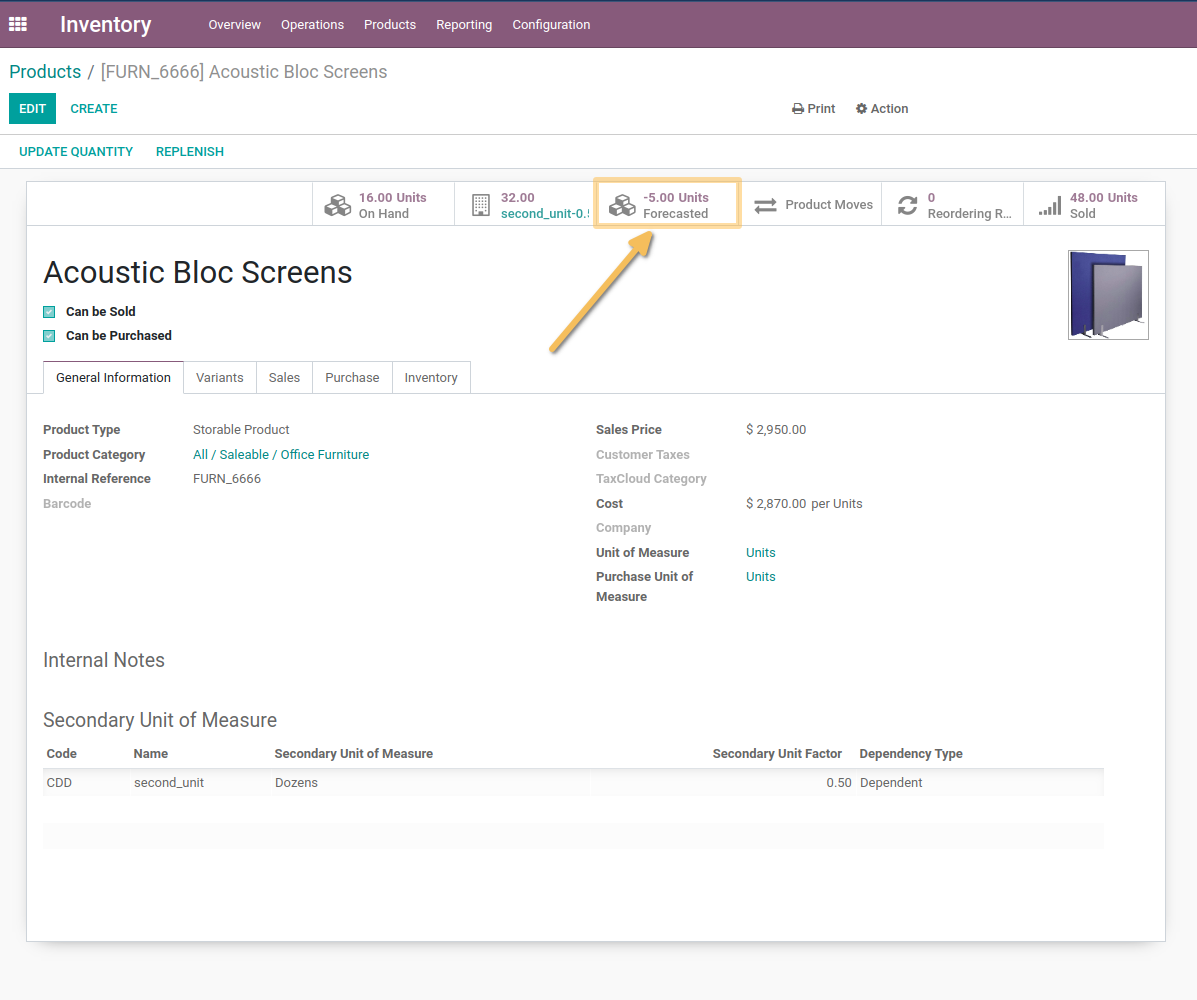 Inventory Overview Operations Products Reporting Configuration
Products / [FURN_6666] Acoustic Bloc Screens
EDIT CREATE Print Action
UPDATE QUANTITY REPLENISH
16.00 Units
On Hand
32.00
second_unit-0.
-5.00 Units
Forecasted
Product Moves
0
Reordering R...
48.00 Units
Sold
Acoustic Bloc Screens
Can be Sold
Can be Purchased
General Information Variants Sales Purchase Inventory
Product Type Storable Product
Product Category All / Saleable / Office Furniture
Internal Reference FURN_6666
Barcode
Sales Price $ 2,950.00
Customer Taxes
TaxCloud Category
Cost $ 2,870.00 per Units
Company
Unit of Measure Units
Purchase Unit of Units
Measure
Internal Notes
Secondary Unit of Measure
Code Name Secondary Unit of Measure Secondary Unit Factor Dependency Type
CDD second_unit Dozens 0.50 Dependent